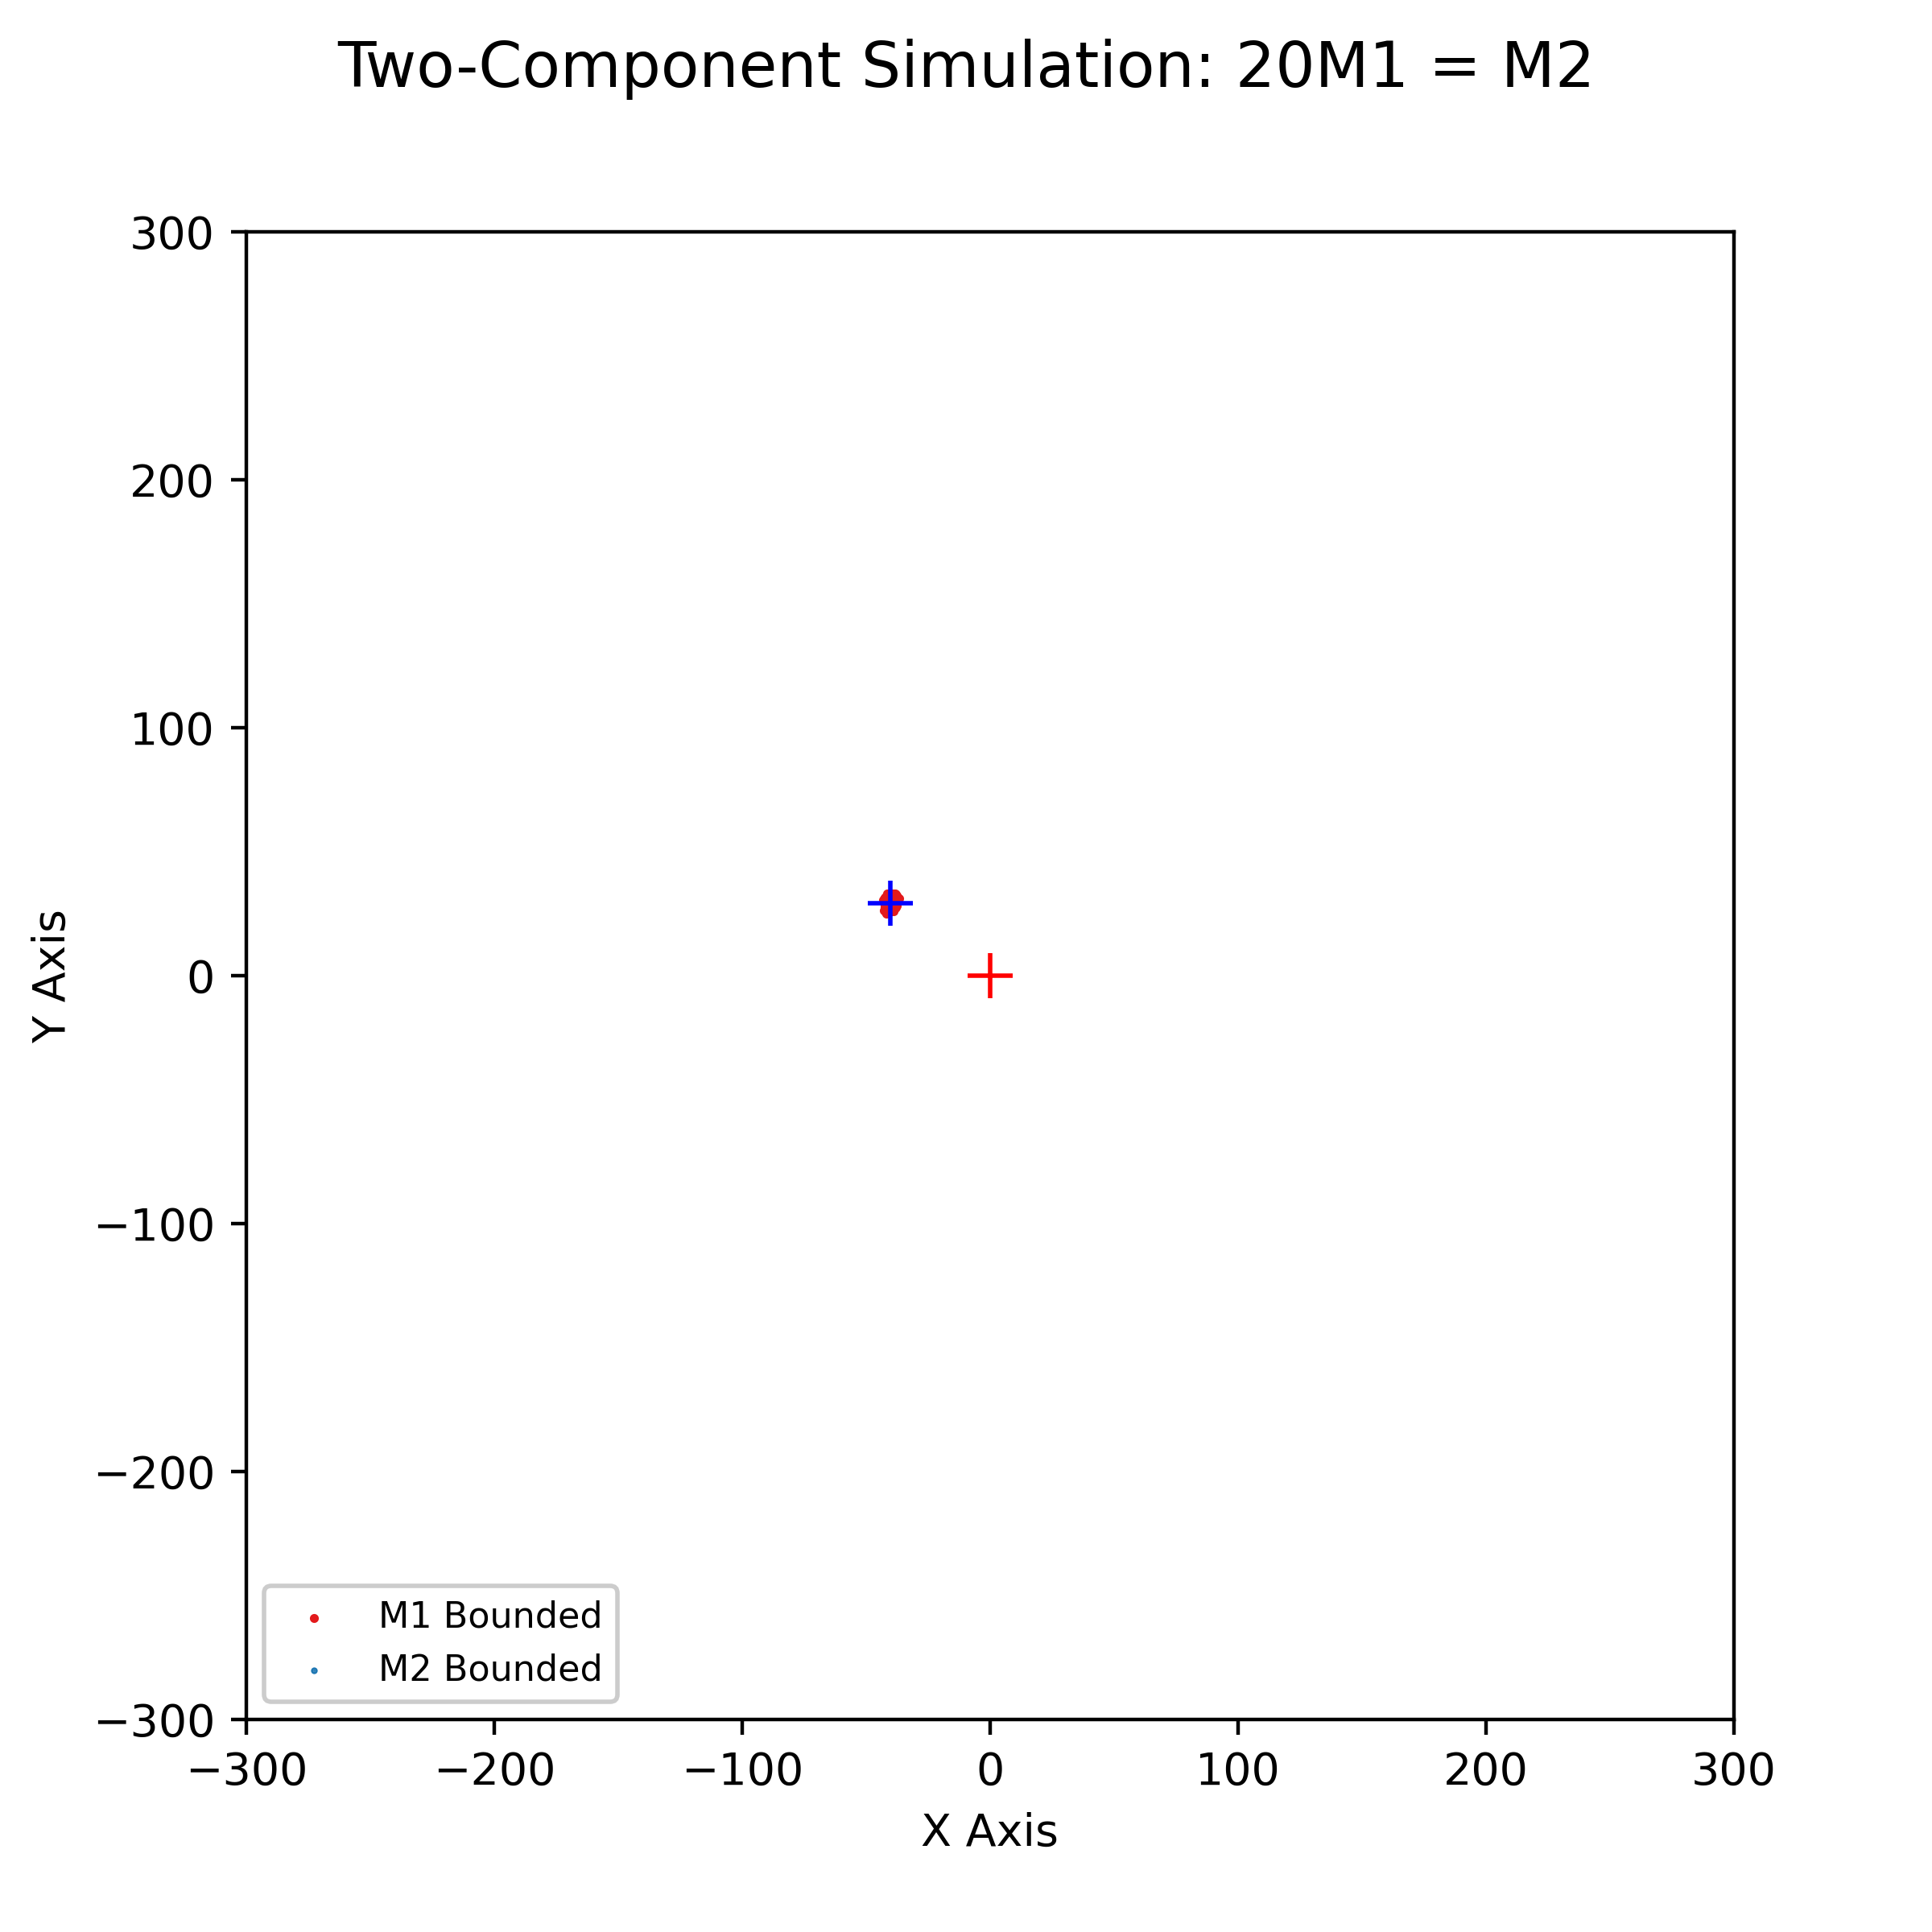 Two-Component Simulation: 20M1 = M2
300
200
100
0
−100
−200
−300
Y Axis
M1 Bounded
M2 Bounded
−300 −200 −100 0 100 200 300
X Axis